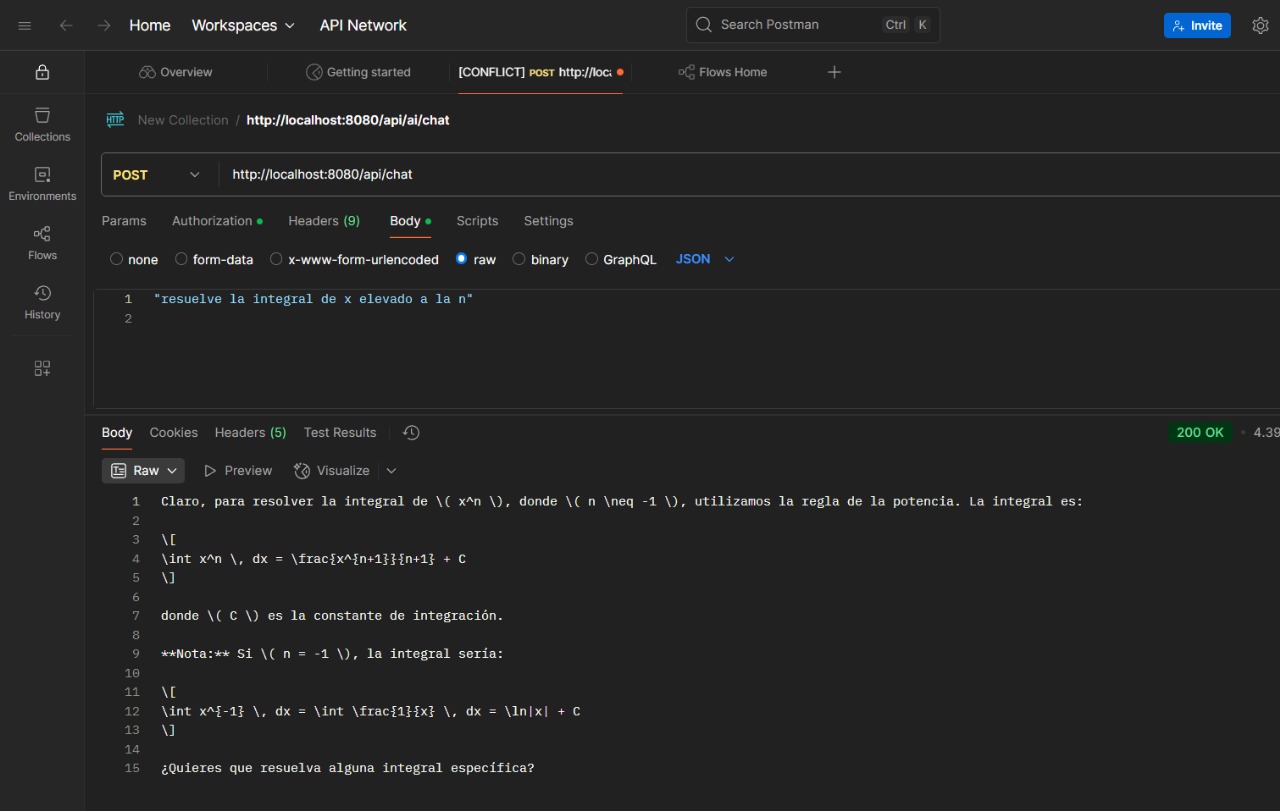 Home Workspaces API Network Search Postman Ctrl K Invite
Overview Getting started [CONFLICT] POST http://loc Flows Home
HTTP New Collection / http://localhost:8080/api/ai/chat
Collections
POST http://localhost:8080/api/chat
Environments
Params Authorization Headers (9) Body Scripts Settings
Flows
none form-data x-www-form-urlencoded raw binary GraphQL JSON
History
1 "resuelve la integral de x elevado a la n"
2
Body Cookies Headers (5) Test Results 200 OK • 4.39
Raw Preview Visualize
1 Claro, para resolver la integral de \( x^n \), donde \( n \neq -1 \), utilizamos la regla de la potencia. La integral es:
2
3 \[
4 \int x^n \, dx = \frac{x^{n+1}}{n+1} + C
5 \]
6
7 donde \( C \) es la constante de integración.
8
9 **Nota:** Si \( n = -1 \), la integral sería:
10
11 \[
12 \int x^{-1} \, dx = \int \frac{1}{x} \, dx = \ln|x| + C
13 \]
14
15 ¿Quieres que resuelva alguna integral específica?